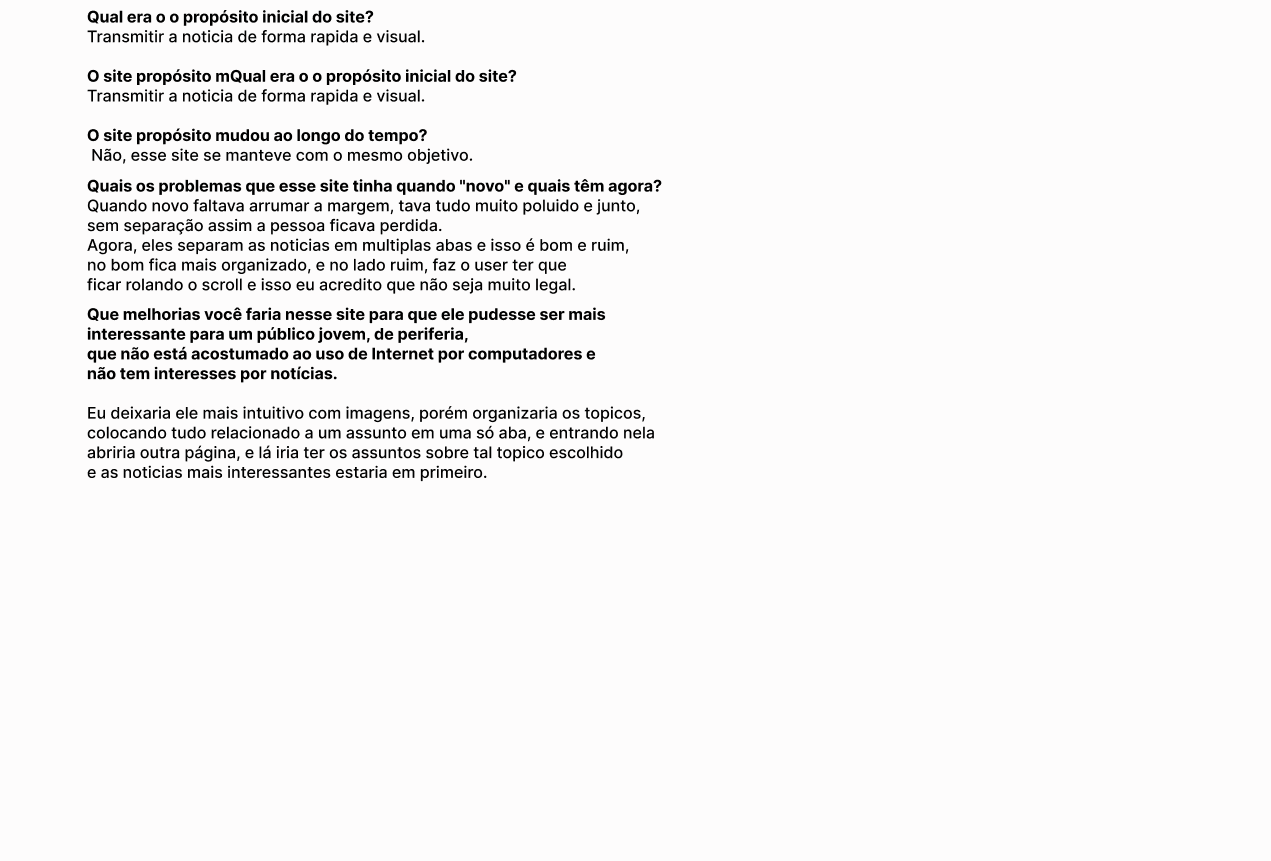 Qual era o o propósito inicial do site?
Transmitir a noticia de forma rapida e visual.
O site propósito mQual era o o propósito inicial do site?
Transmitir a noticia de forma rapida e visual.
O site propósito mudou ao longo do tempo?
Não, esse site se manteve com o mesmo objetivo.
Quais os problemas que esse site tinha quando "novo" e quais têm agora?
Quando novo faltava arrumar a margem, tava tudo muito poluido e junto,
sem separação assim a pessoa ficava perdida.
Agora, eles separam as noticias em multiplas abas e isso é bom e ruim,
no bom fica mais organizado, e no lado ruim, faz o user ter que
ficar rolando o scroll e isso eu acredito que não seja muito legal.
Que melhorias você faria nesse site para que ele pudesse ser mais
interessante para um público jovem, de periferia,
que não está acostumado ao uso de Internet por computadores e
não tem interesses por notícias.
Eu deixaria ele mais intuitivo com imagens, porém organizaria os topicos,
colocando tudo relacionado a um assunto em uma só aba, e entrando nela
abriria outra página, e lá iria ter os assuntos sobre tal topico escolhido
e as noticias mais interessantes estaria em primeiro.